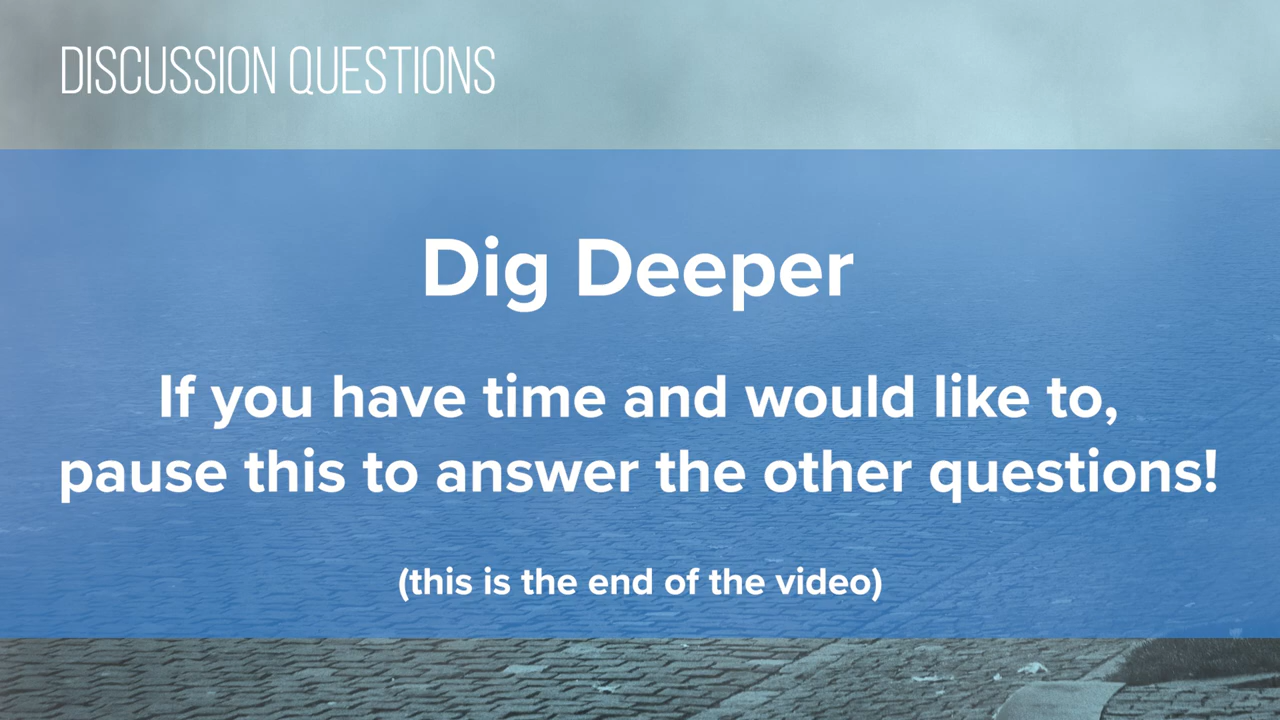 DISCUSSION QUESTIONS
Dig Deeper
If you have time and would like to,
pause this to answer the other questions!
(this is the end of the video)